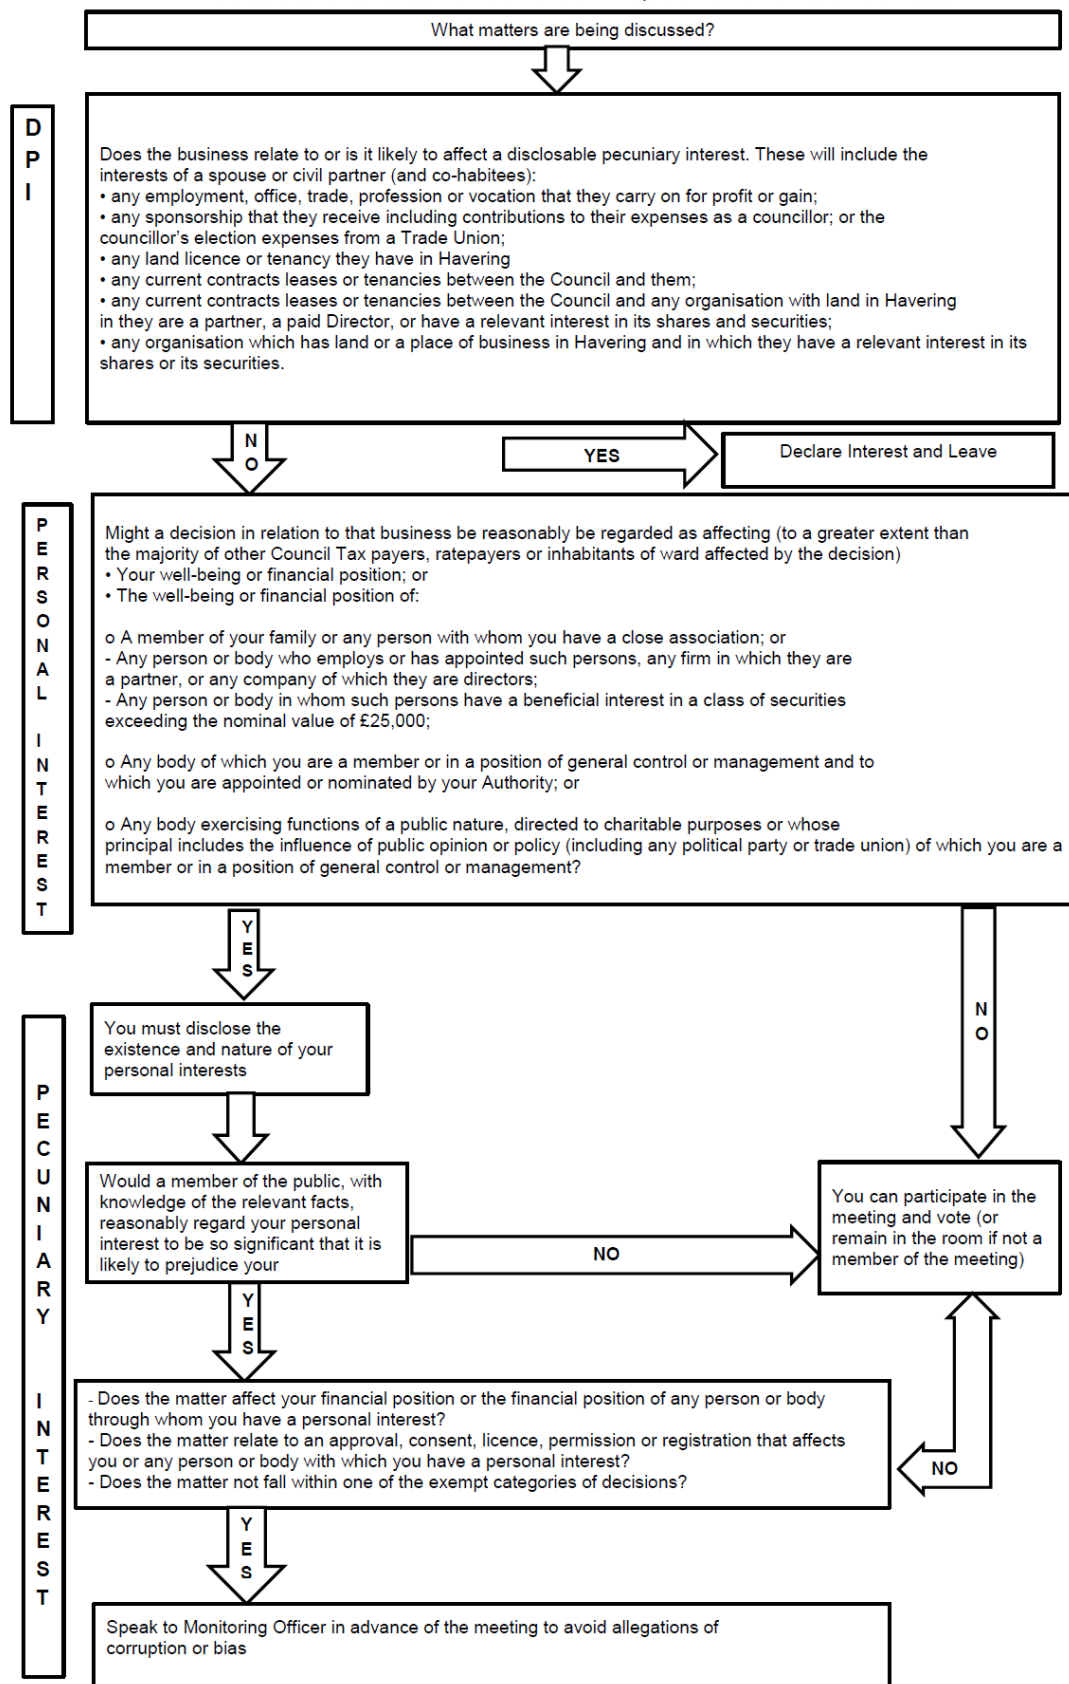 What matters are being discussed?
D
P
I
Does the business relate to or is it likely to affect a disclosable pecuniary interest. These will include the
interests of a spouse or civil partner (and co-habitees):
• any employment, office, trade, profession or vocation that they carry on for profit or gain;
• any sponsorship that they receive including contributions to their expenses as a councillor; or the
councillor's election expenses from a Trade Union;
• any land licence or tenancy they have in Havering
• any current contracts leases or tenancies between the Council and them;
• any current contracts leases or tenancies between the Council and any organisation with land in Havering
in they are a partner, a paid Director, or have a relevant interest in its shares and securities;
• any organisation which has land or a place of business in Havering and in which they have a relevant interest in its
shares or its securities.
N
O
YES
Declare Interest and Leave
P
E
R
S
O
N
A
L
I
N
T
E
R
E
S
T
Might a decision in relation to that business be reasonably be regarded as affecting (to a greater extent than
the majority of other Council Tax payers, ratepayers or inhabitants of ward affected by the decision)
• Your well-being or financial position; or
• The well-being or financial position of:
o A member of your family or any person with whom you have a close association; or
- Any person or body who employs or has appointed such persons, any firm in which they are
a partner, or any company of which they are directors;
- Any person or body in whom such persons have a beneficial interest in a class of securities
exceeding the nominal value of £25,000;
o Any body of which you are a member or in a position of general control or management and to
which you are appointed or nominated by your Authority; or
o Any body exercising functions of a public nature, directed to charitable purposes or whose
principal includes the influence of public opinion or policy (including any political party or trade union) of which you are a
member or in a position of general control or management?
Y
E
S
N
O
P
E
C
U
N
I
A
R
Y
I
N
T
E
R
E
S
T
You must disclose the
existence and nature of your
personal interests
Would a member of the public, with
knowledge of the relevant facts,
reasonably regard your personal
interest to be so significant that it is
likely to prejudice your
NO
You can participate in the
meeting and vote (or
remain in the room if not a
member of the meeting)
Y
E
S
- Does the matter affect your financial position or the financial position of any person or body
through whom you have a personal interest?
- Does the matter relate to an approval, consent, licence, permission or registration that affects
you or any person or body with which you have a personal interest?
- Does the matter not fall within one of the exempt categories of decisions?
NO
Y
E
S
Speak to Monitoring Officer in advance of the meeting to avoid allegations of
corruption or bias